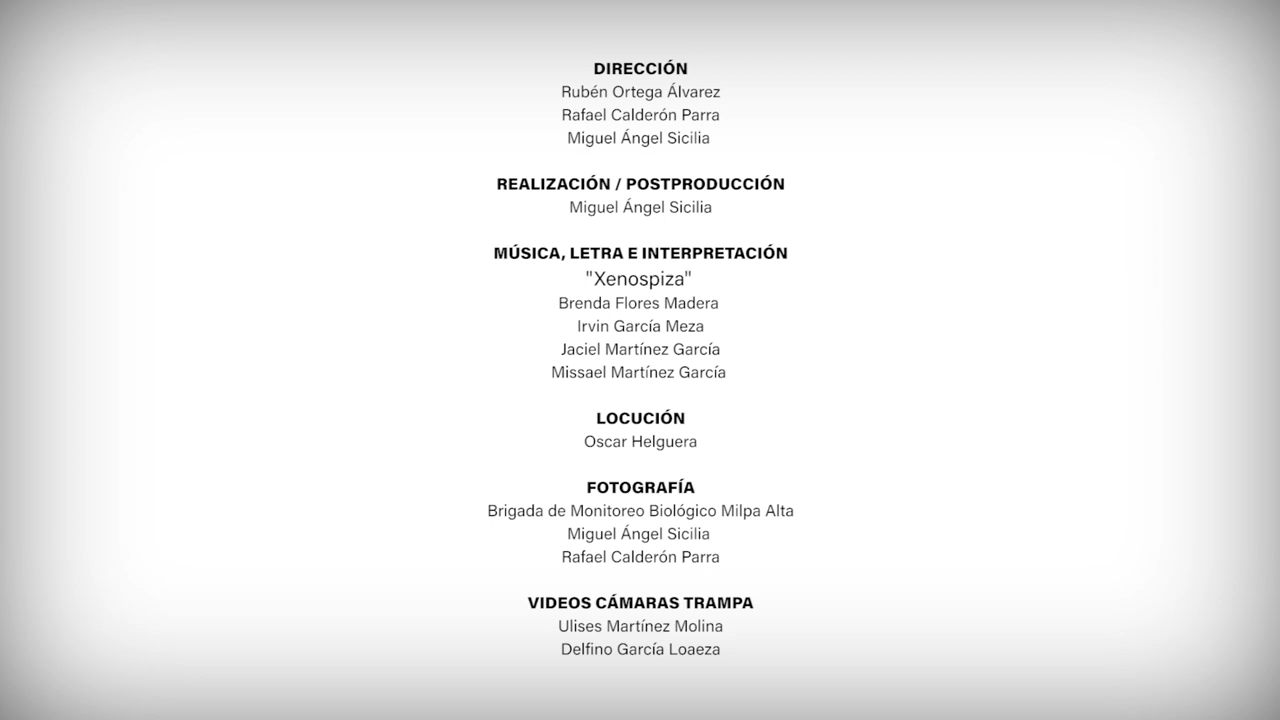 DIRECCIÓN
Rubén Ortega Álvarez
Rafael Calderón Parra
Miguel Ángel Sicilia
REALIZACIÓN / POSTPRODUCCIÓN
Miguel Ángel Sicilia
MÚSICA, LETRA E INTERPRETACIÓN
"Xenospiza"
Brenda Flores Madera
Irvin García Meza
Jaciel Martínez García
Missael Martínez García
LOCUCIÓN
Oscar Helguera
FOTOGRAFÍA
Brigada de Monitoreo Biológico Milpa Alta
Miguel Ángel Sicilia
Rafael Calderón Parra
VIDEOS CÁMARAS TRAMPA
Ulises Martínez Molina
Delfino García Loaeza